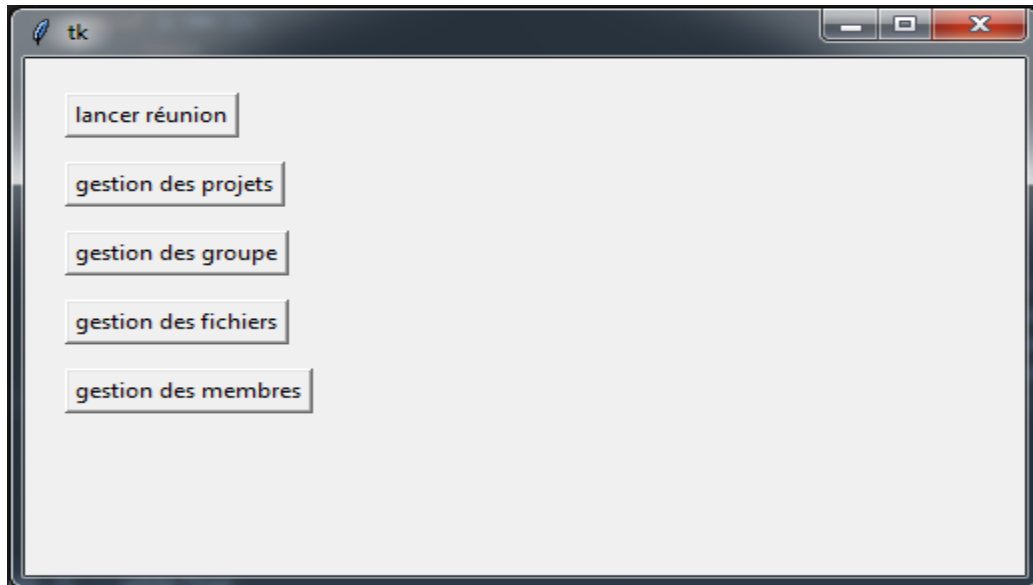 tk
lancer réunion
gestion des projets
gestion des groupe
gestion des fichiers
gestion des membres